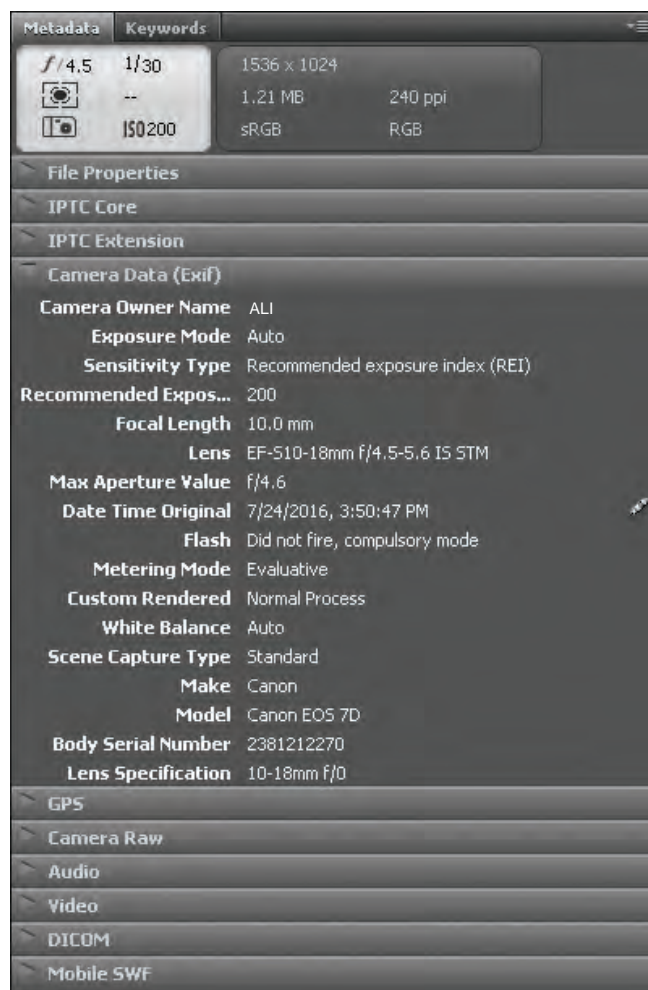 Metadata Keywords
f/4.5 1/30
--
ISO200
1536 x 1024
1.21 MB 240 ppi
sRGB RGB
File Properties
IPTC Core
IPTC Extension
Camera Data (Exif)
Camera Owner Name ALI
Exposure Mode Auto
Sensitivity Type Recommended exposure index (REI)
Recommended Expos... 200
Focal Length 10.0 mm
Lens EF-S10-18mm f/4.5-5.6 IS STM
Max Aperture Value f/4.6
Date Time Original 7/24/2016, 3:50:47 PM
Flash Did not fire, compulsory mode
Metering Mode Evaluative
Custom Rendered Normal Process
White Balance Auto
Scene Capture Type Standard
Make Canon
Model Canon EOS 7D
Body Serial Number 2381212270
Lens Specification 10-18mm f/0
GPS
Camera Raw
Audio
Video
DICOM
Mobile SWF